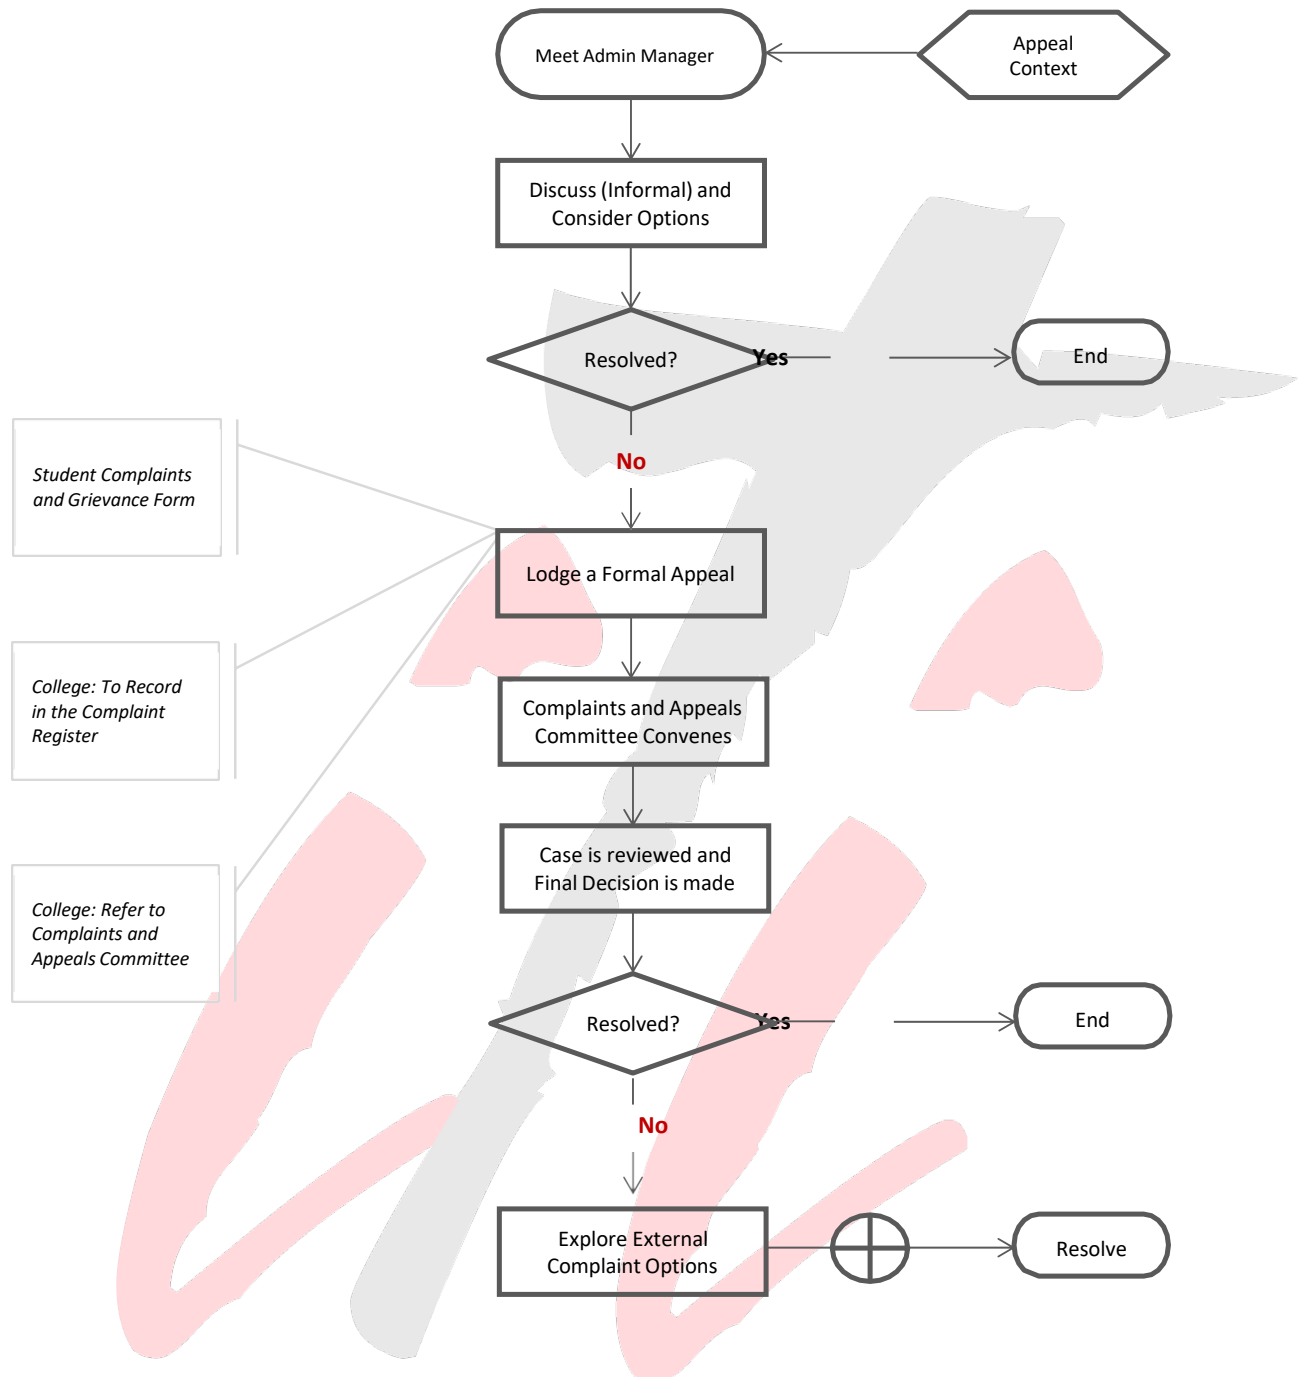 Meet Admin Manager
Appeal
Context
Discuss (Informal) and
Consider Options
Resolved?
Yes
End
No
Student Complaints
and Grievance Form
Lodge a Formal Appeal
College: To Record
in the Complaint
Register
Complaints and Appeals
Committee Convenes
Case is reviewed and
Final Decision is made
College: Refer to
Complaints and
Appeals Committee
Resolved?
Yes
End
No
Explore External
Complaint Options
Resolve